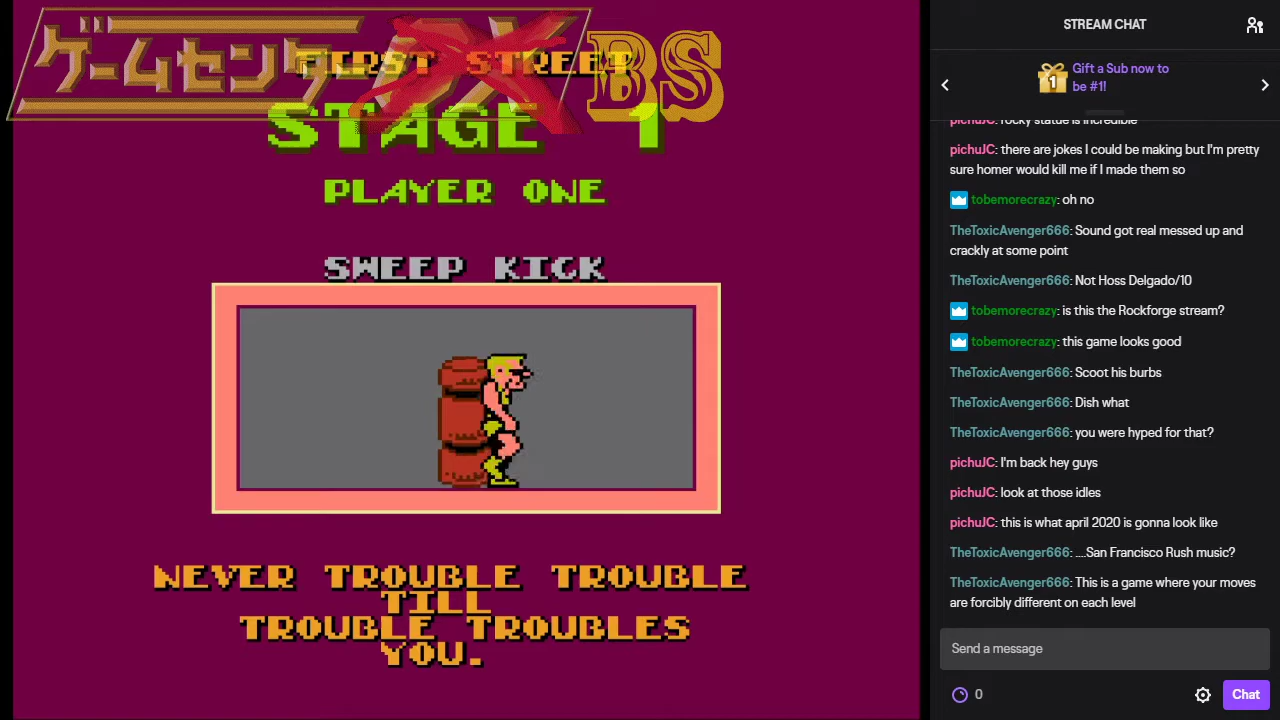 ゲームセンター
BS
FIRST STREET
STAGE 1
PLAYER ONE
SWEEP KICK
NEVER TROUBLE TROUBLE
TILL
TROUBLE TROUBLES
YOU.
STREAM CHAT
1
Gift a Sub now to
be #1!
pichuJC: rocky statue is incredible
pichuJC: there are jokes I could be making but I'm pretty
sure homer would kill me if I made them so
tobemorecrazy: oh no
TheToxicAvenger666: Sound got real messed up and
crackly at some point
TheToxicAvenger666: Not Hoss Delgado/10
tobemorecrazy: is this the Rockforge stream?
tobemorecrazy: this game looks good
TheToxicAvenger666: Scoot his burbs
TheToxicAvenger666: Dish what
TheToxicAvenger666: you were hyped for that?
pichuJC: I'm back hey guys
pichuJC: look at those idles
pichuJC: this is what april 2020 is gonna look like
TheToxicAvenger666: ....San Francisco Rush music?
TheToxicAvenger666: This is a game where your moves
are forcibly different on each level
Send a message
0
Chat